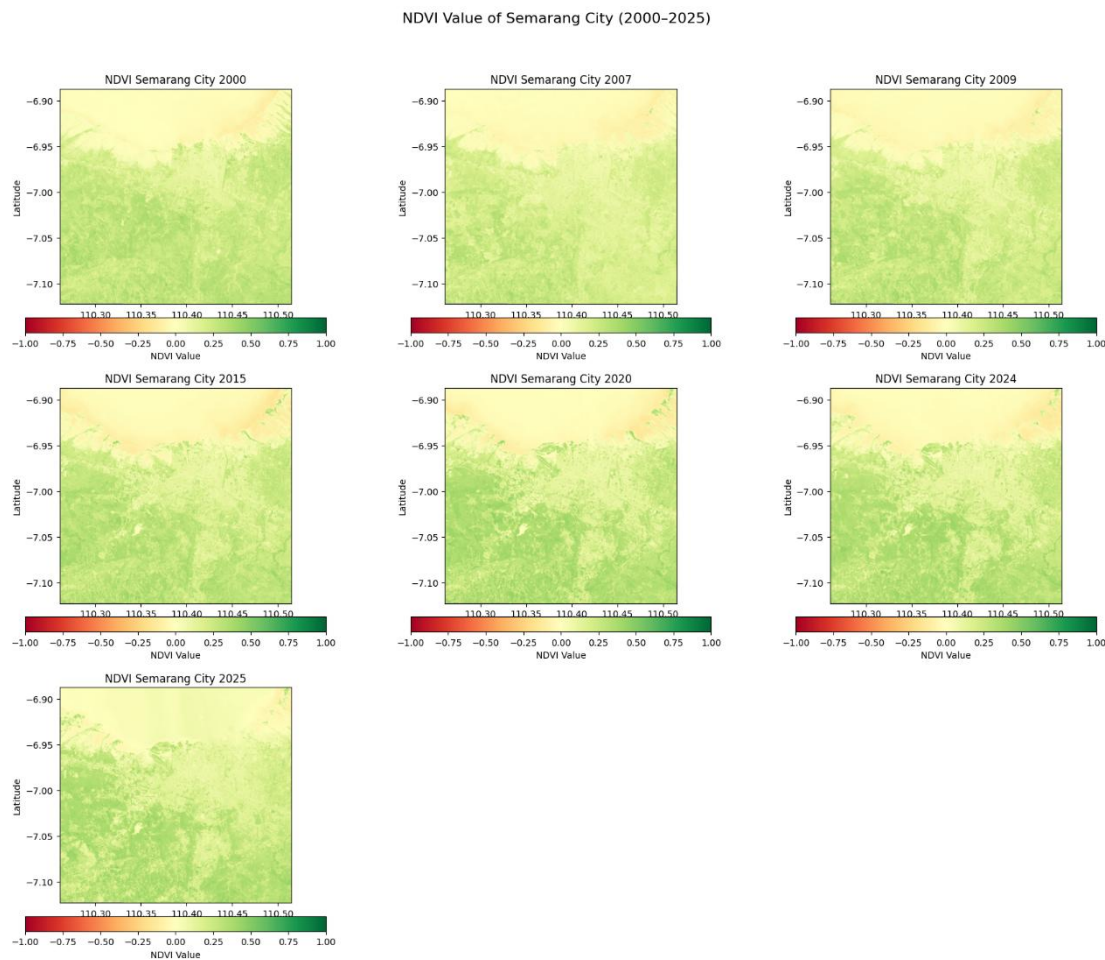 NDVI Value of Semarang City (2000–2025)
NDVI Semarang City 2000
NDVI Semarang City 2007
NDVI Semarang City 2009
−6.90
−6.95
−7.00
−7.05
−7.10
Latitude
110.30 110.35 110.40 110.45 110.50
−1.00 −0.75 −0.50 −0.25 0.00 0.25 0.50 0.75 1.00
NDVI Value
−6.90
−6.95
−7.00
−7.05
−7.10
Latitude
110.30 110.35 110.40 110.45 110.50
−1.00 −0.75 −0.50 −0.25 0.00 0.25 0.50 0.75 1.00
NDVI Value
−6.90
−6.95
−7.00
−7.05
−7.10
Latitude
110.30 110.35 110.40 110.45 110.50
−1.00 −0.75 −0.50 −0.25 0.00 0.25 0.50 0.75 1.00
NDVI Value
NDVI Semarang City 2015
NDVI Semarang City 2020
NDVI Semarang City 2024
−6.90
−6.95
−7.00
−7.05
−7.10
Latitude
110.30 110.35 110.40 110.45 110.50
−1.00 −0.75 −0.50 −0.25 0.00 0.25 0.50 0.75 1.00
NDVI Value
−6.90
−6.95
−7.00
−7.05
−7.10
Latitude
110.30 110.35 110.40 110.45 110.50
−1.00 −0.75 −0.50 −0.25 0.00 0.25 0.50 0.75 1.00
NDVI Value
−6.90
−6.95
−7.00
−7.05
−7.10
Latitude
110.30 110.35 110.40 110.45 110.50
−1.00 −0.75 −0.50 −0.25 0.00 0.25 0.50 0.75 1.00
NDVI Value
NDVI Semarang City 2025
−6.90
−6.95
−7.00
−7.05
−7.10
Latitude
110.30 110.35 110.40 110.45 110.50
−1.00 −0.75 −0.50 −0.25 0.00 0.25 0.50 0.75 1.00
NDVI Value